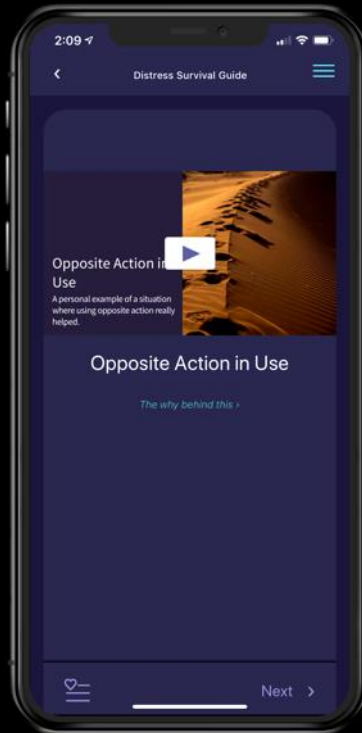 2:09
Distress Survival Guide
Opposite Action in
Use
A personal example of a situation
where using opposite action really
helped.
Opposite Action in Use
The why behind this ›
Next >